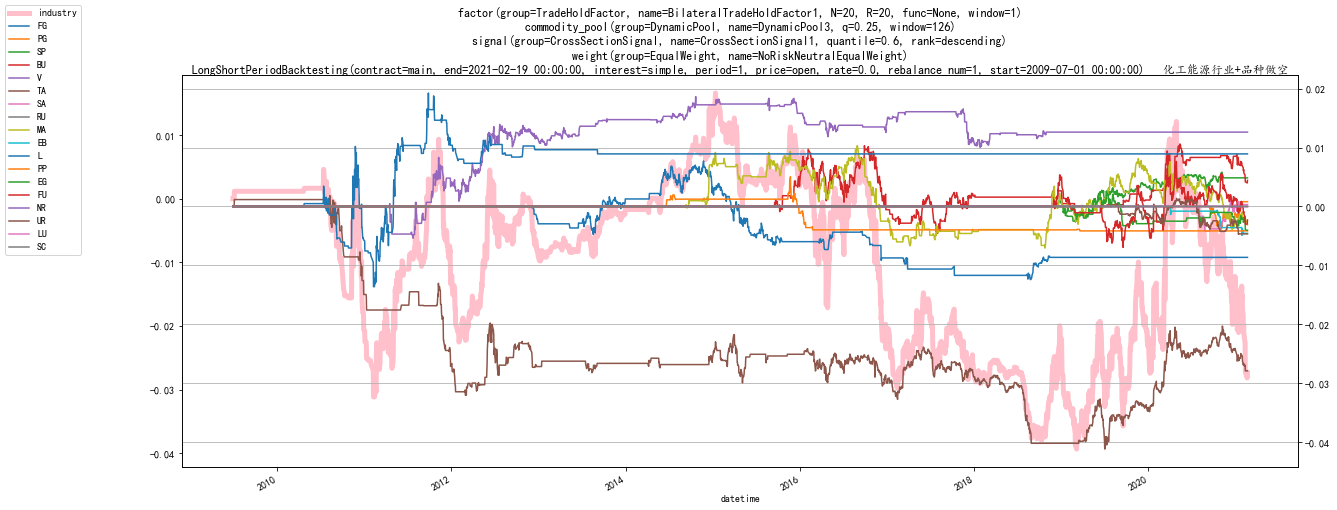 factor(group=TradeHoldFactor, name=BilateralTradeHoldFactor1, N=20, R=20, func=None, window=1)
commodity_pool(group=DynamicPool, name=DynamicPool3, q=0.25, window=126)
signal(group=CrossSectionSignal, name=CrossSectionSignal1, quantile=0.6, rank=descending)
weight(group=EqualWeight, name=NoRiskNeutralEqualWeight)
LongShortPeriodBacktesting(contract=main, end=2021-02-19 00:00:00, interest=simple, period=1, price=open, rate=0.0, rebalance_num=1, start=2009-07-01 00:00:00) 化工能源行业+品种做空
industry
FG
PG
SP
BU
V
TA
SA
RU
MA
EB
L
PP
EG
FU
NR
UR
LU
SC
0.01
0.00
−0.01
−0.02
−0.03
−0.04
0.02
0.01
0.00
−0.01
−0.02
−0.03
−0.04
2010
2012
2014
2016
2018
2020
datetime